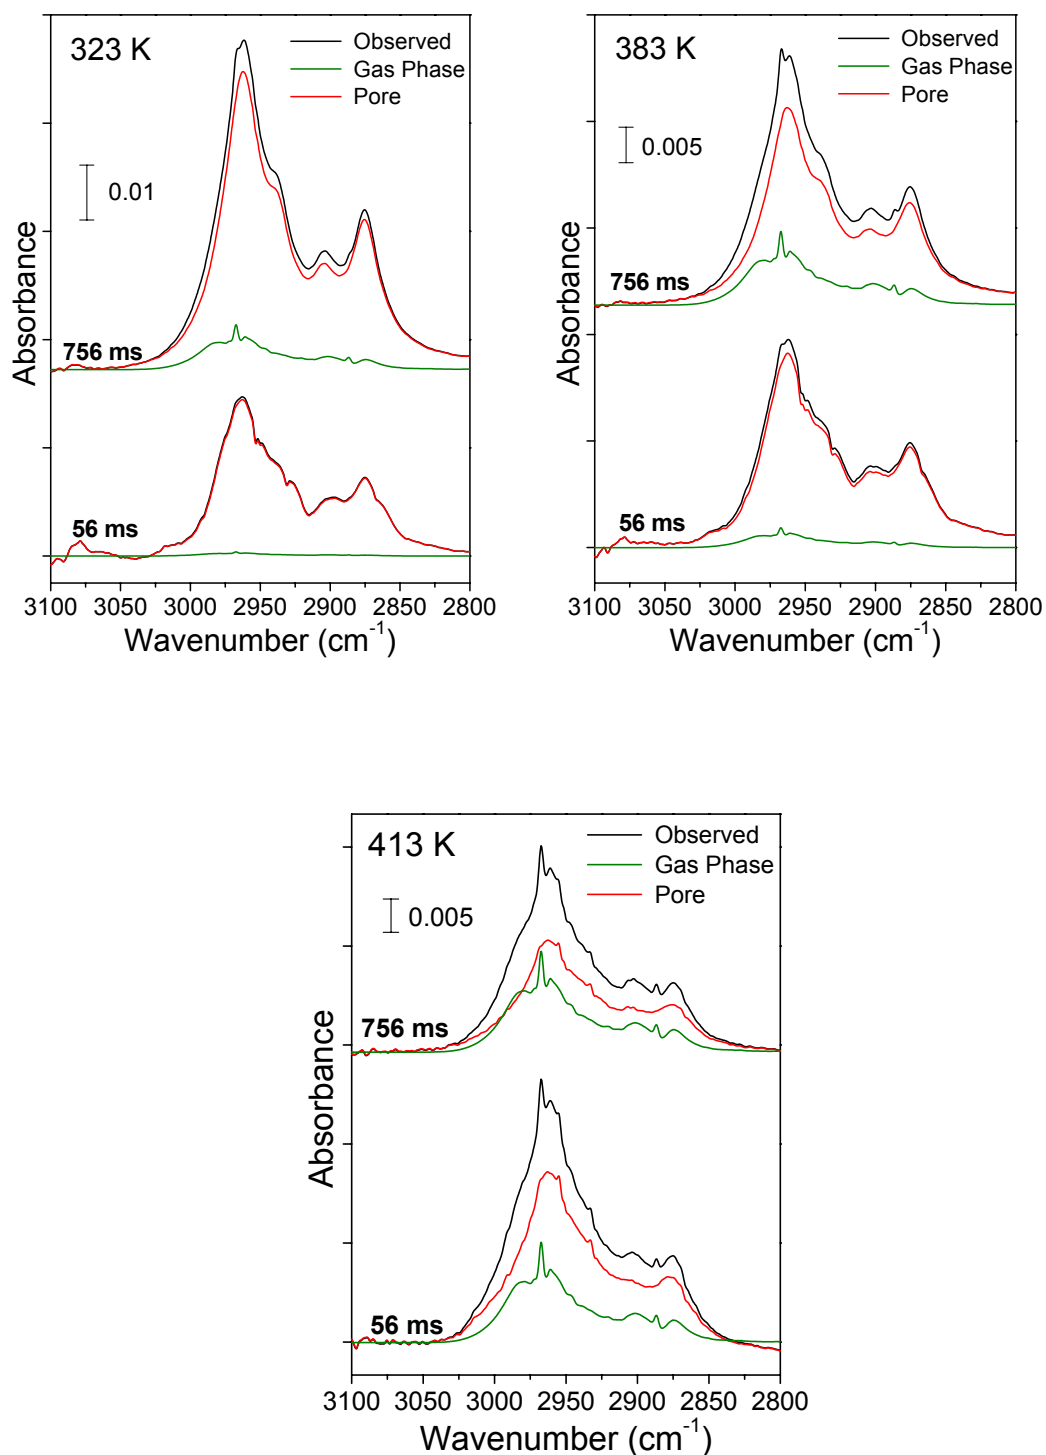 323 K
Observed
Gas Phase
Pore
0.01
Absorbance
756 ms
56 ms
3100 3050 3000 2950 2900 2850 2800
Wavenumber (cm⁻¹)
383 K
Observed
Gas Phase
Pore
0.005
Absorbance
756 ms
56 ms
3100 3050 3000 2950 2900 2850 2800
Wavenumber (cm⁻¹)
413 K
Observed
Gas Phase
Pore
0.005
Absorbance
756 ms
56 ms
3100 3050 3000 2950 2900 2850 2800
Wavenumber (cm⁻¹)